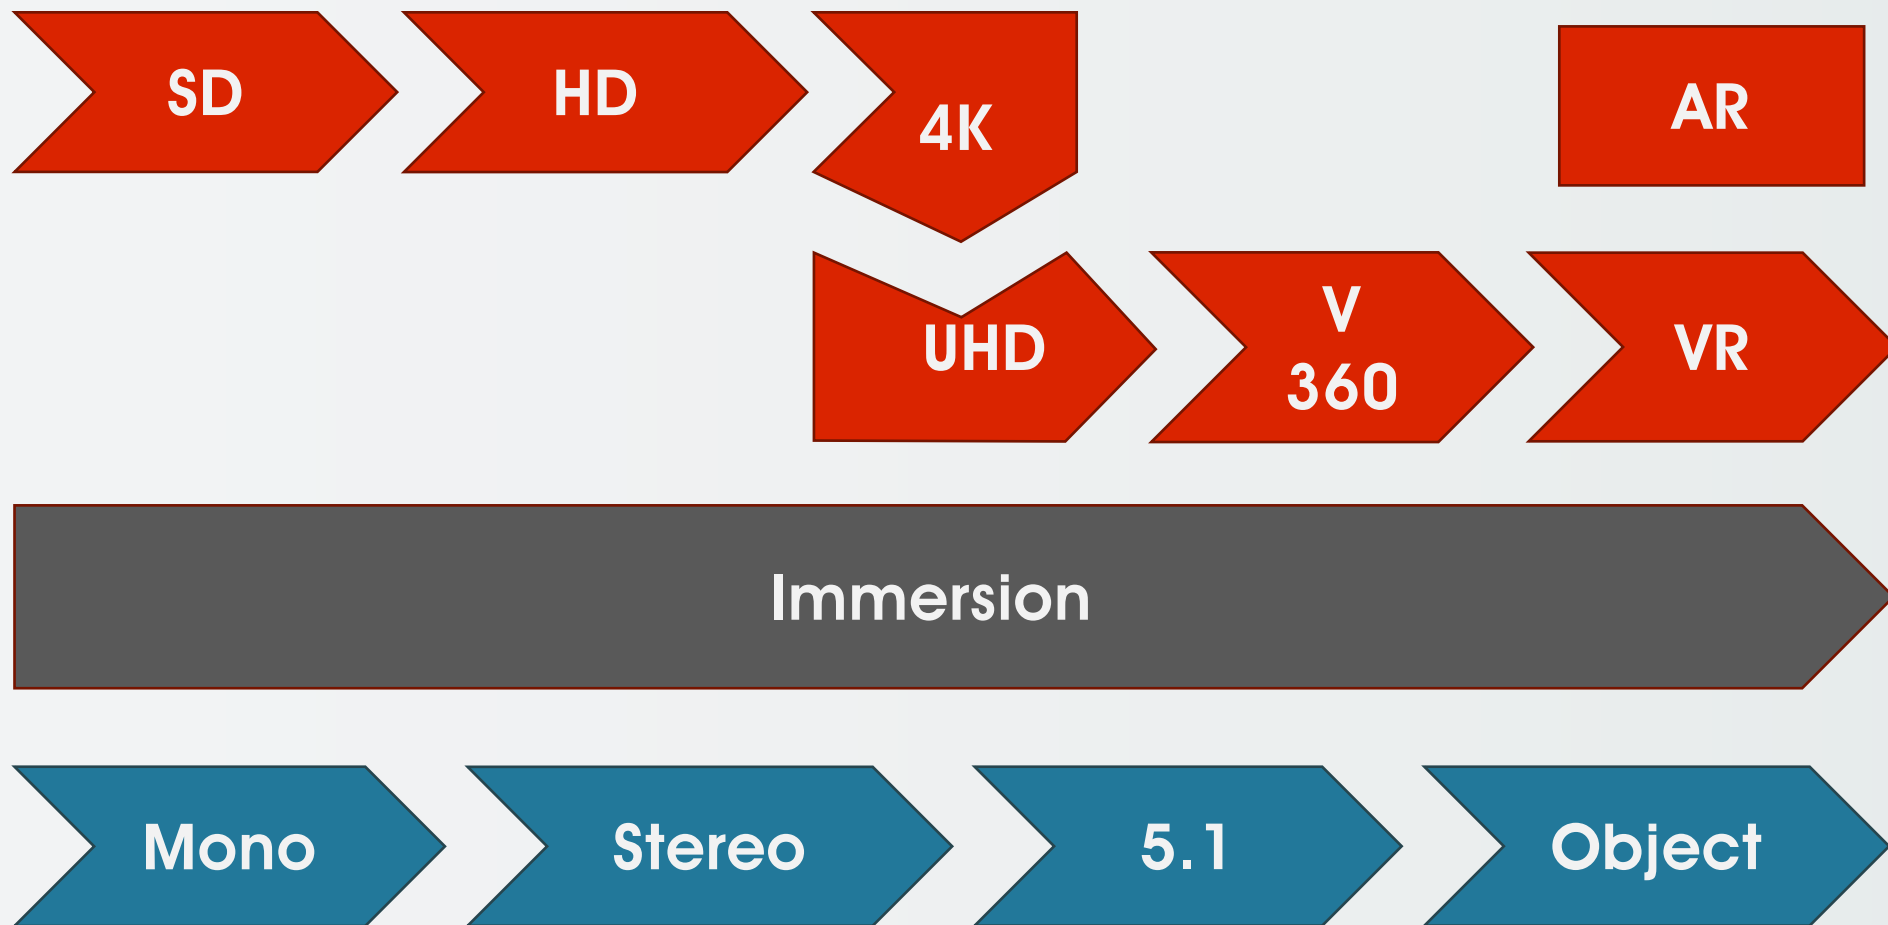 SD
HD
4K
AR
UHD
V
360
VR
Immersion
Mono
Stereo
5.1
Object